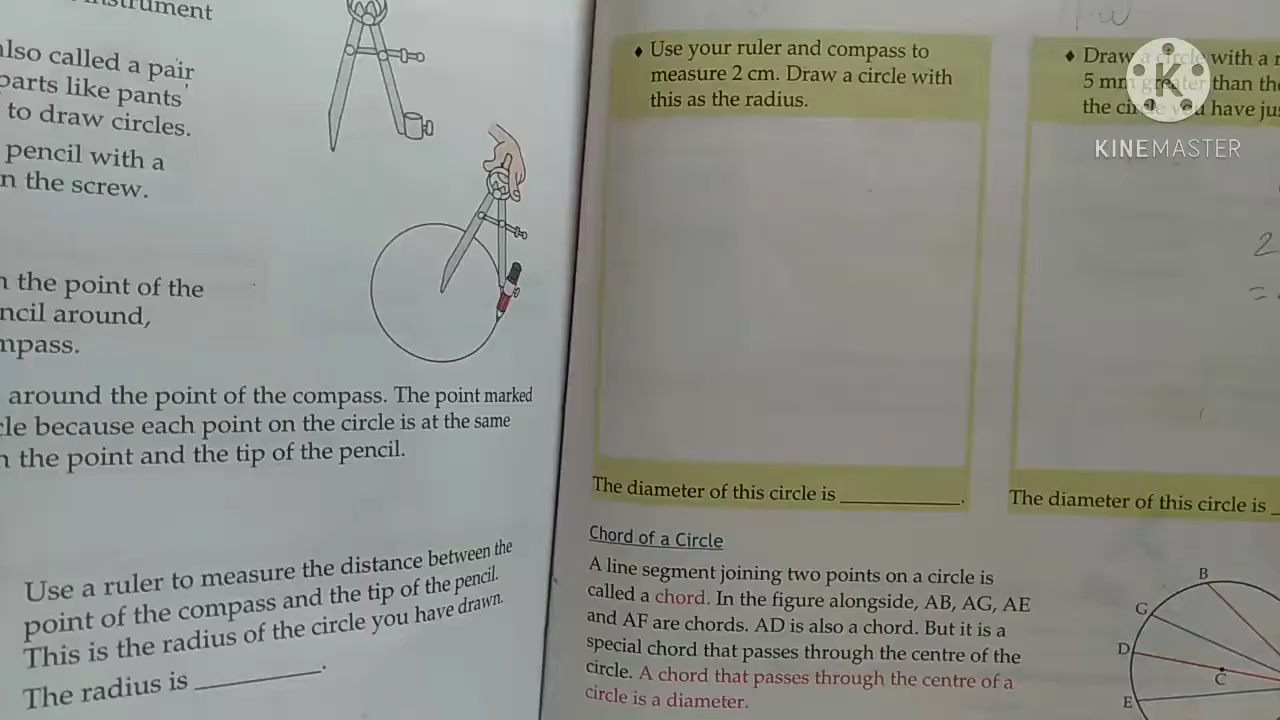 instrument
also called a pair
parts like pants'
to draw circles.
pencil with a
n the screw.
n the point of the
ncil around,
mpass.
around the point of the compass. The point marked
cle because each point on the circle is at the same
n the point and the tip of the pencil.
Use a ruler to measure the distance between the
point of the compass and the tip of the pencil.
This is the radius of the circle you have drawn.
The radius is ____________.
♦ Use your ruler and compass to
measure 2 cm. Draw a circle with
this as the radius.
The diameter of this circle is ____________.
♦ Draw a circle with a r
5 mm greater than the
the circle you have jus
K
KINEMASTER
2
=
The diameter of this circle is _
Chord of a Circle
A line segment joining two points on a circle is
called a chord. In the figure alongside, AB, AG, AE
and AF are chords. AD is also a chord. But it is a
special chord that passes through the centre of the
circle. A chord that passes through the centre of a
circle is a diameter.
B
G
D
C
E